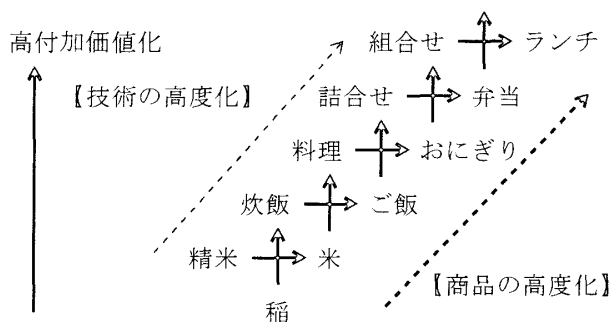 高付加価値化
組合せ ランチ
【技術の高度化】
詰合せ 弁当
料理 おにぎり
炊飯 ご飯
精米 米
【商品の高度化】
稲